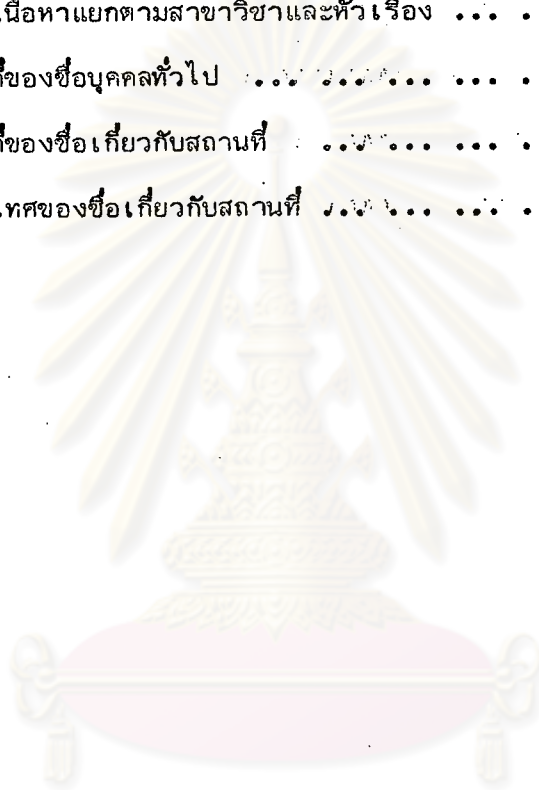 เนื้อหาแยกตามสาขาวิชาและหัวเรื่อง ... .
ที่ของชื่อบุคคลทั่วไป ... ... ... ... .
ที่ของชื่อเกี่ยวกับสถานที่ ... ... ... .
เทศของชื่อเกี่ยวกับสถานที่ ... ... ... .